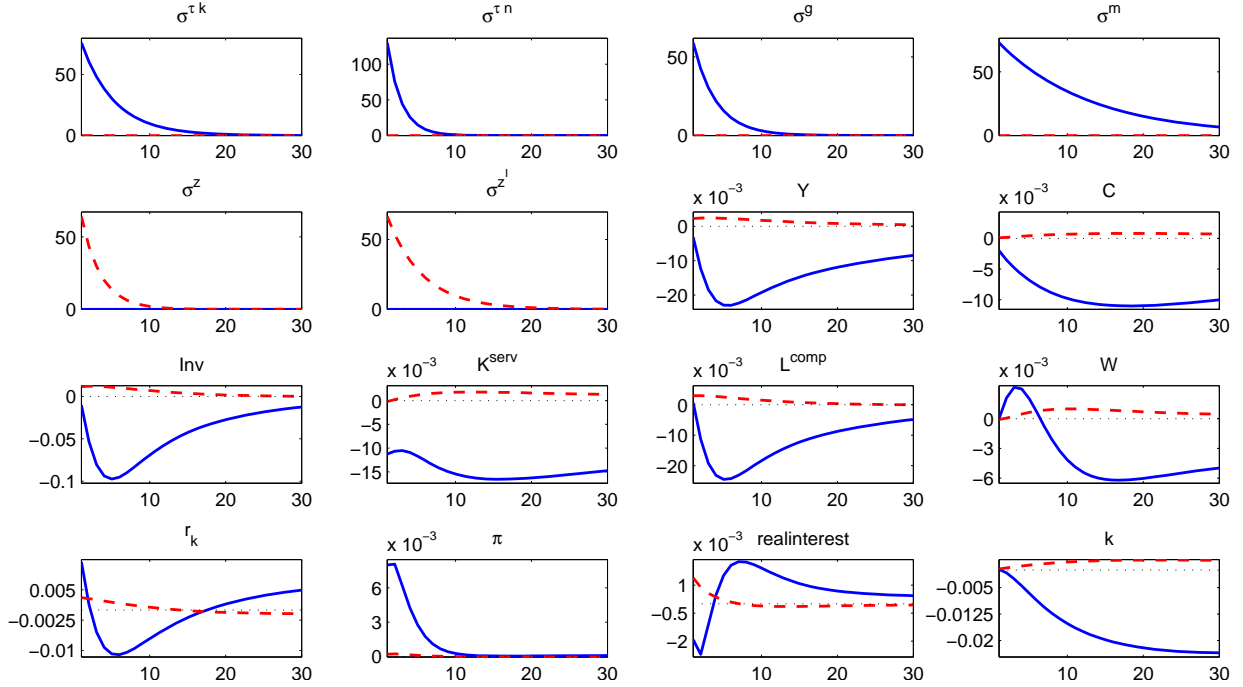 σ^{τ k} σ^{τ n} σ^g σ^m
50 0 10 20 30
100 50 0 10 20 30
50 0 10 20 30
50 0 10 20 30
σ^z σ^{z^l} Y C
50 0 10 20 30
50 0 10 20 30
x 10^{−3} 0 −10 −20 10 20 30
x 10^{−3} 0 −5 −10 10 20 30
Inv K^{serv} L^{comp} W
0 −0.05 −0.1 10 20 30
x 10^{−3} 0 −5 −10 −15 10 20 30
x 10^{−3} 0 −10 −20 10 20 30
x 10^{−3} 0 −3 −6 10 20 30
r_k π realinterest k
0.005 −0.0025 −0.01 10 20 30
x 10^{−3} 6 3 0 10 20 30
x 10^{−3} 1 −0.5 −2 10 20 30
−0.005 −0.0125 −0.02 10 20 30